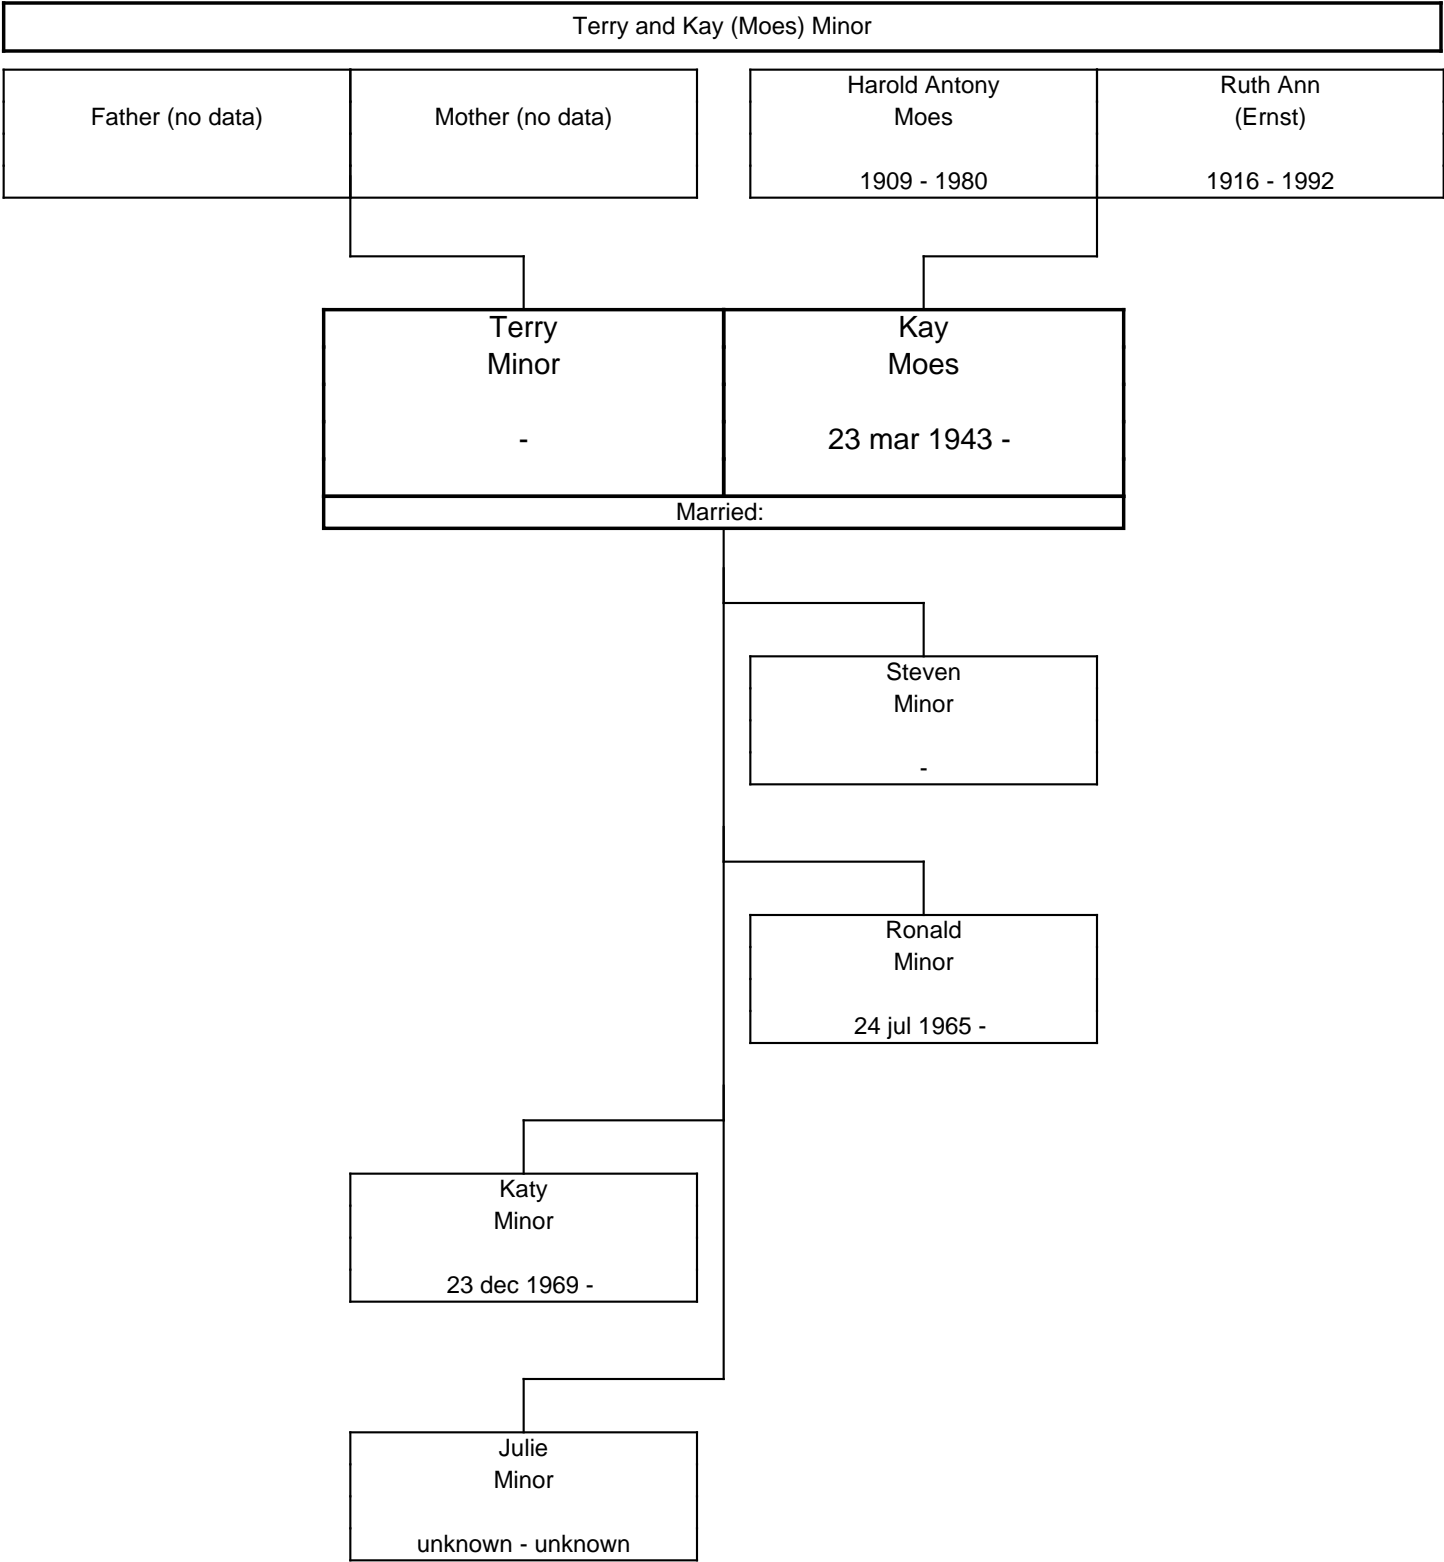 Terry and Kay (Moes) Minor
Father (no data)
Mother (no data)
Harold Antony
Moes
1909 - 1980
Ruth Ann
(Ernst)
1916 - 1992
Terry
Minor
-
Kay
Moes
23 mar 1943 -
Married:
Steven
Minor
-
Ronald
Minor
24 jul 1965 -
Katy
Minor
23 dec 1969 -
Julie
Minor
unknown - unknown